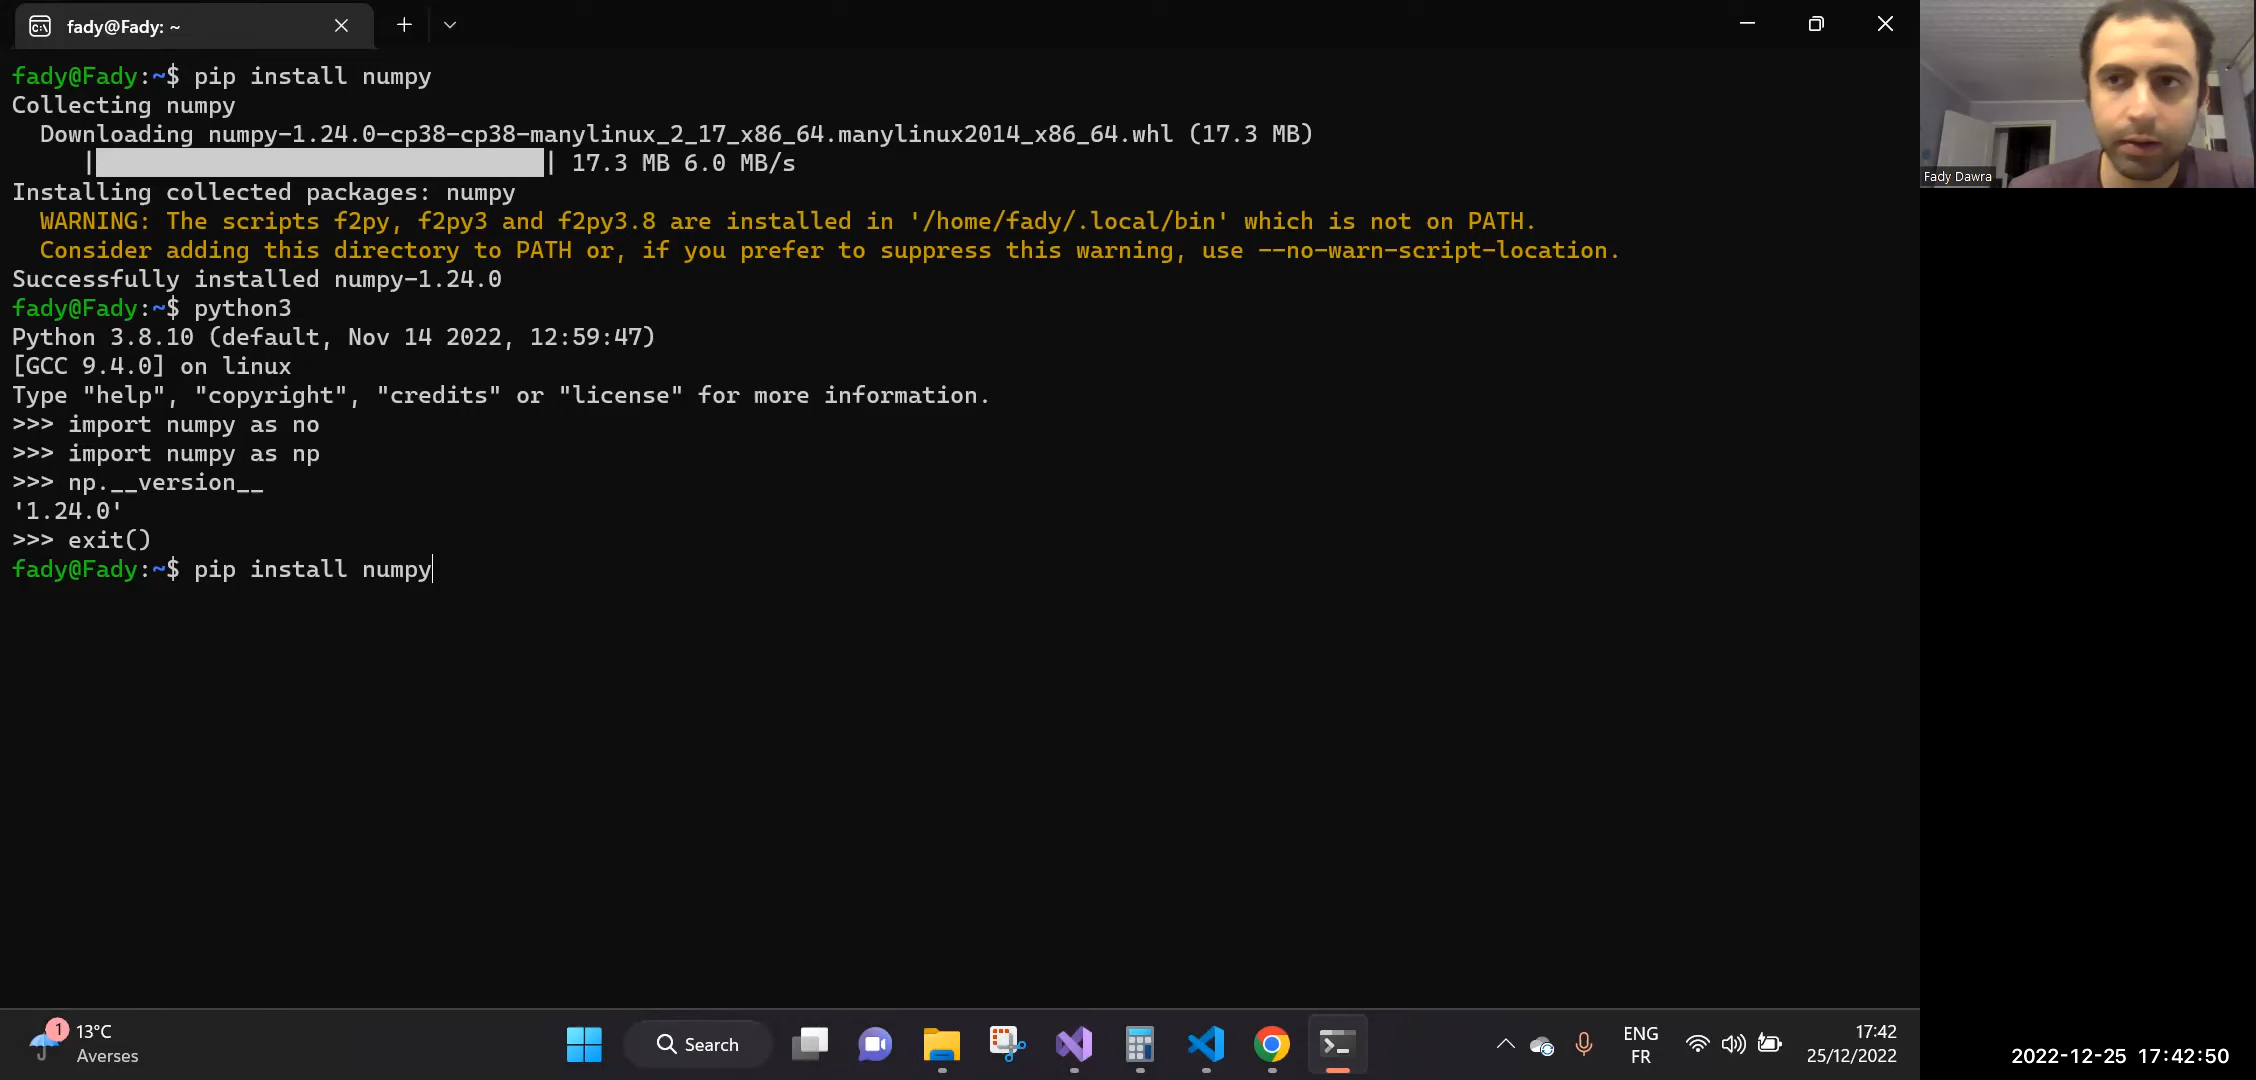 fady@Fady: ~
fady@Fady:~$ pip install numpy
Collecting numpy
  Downloading numpy-1.24.0-cp38-cp38-manylinux_2_17_x86_64.manylinux2014_x86_64.whl (17.3 MB)
     |                                | 17.3 MB 6.0 MB/s
Installing collected packages: numpy
  WARNING: The scripts f2py, f2py3 and f2py3.8 are installed in '/home/fady/.local/bin' which is not on PATH.
  Consider adding this directory to PATH or, if you prefer to suppress this warning, use --no-warn-script-location.
Successfully installed numpy-1.24.0
fady@Fady:~$ python3
Python 3.8.10 (default, Nov 14 2022, 12:59:47)
[GCC 9.4.0] on linux
Type "help", "copyright", "credits" or "license" for more information.
>>> import numpy as no
>>> import numpy as np
>>> np.__version__
'1.24.0'
>>> exit()
fady@Fady:~$ pip install numpy
Fady Dawra
1
13°C
Averses
Search
ENG
FR
17:42
25/12/2022
2022-12-25 17:42:50